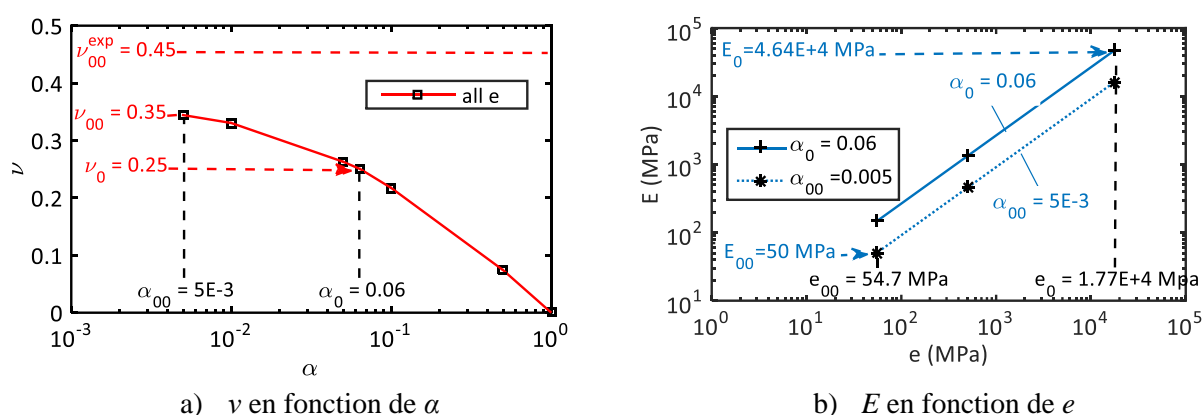 0.5
0.4
0.3
0.2
0.1
0
ν
ν₀₀ᵉˣᵖ = 0.45
ν₀₀ = 0.35
ν₀ = 0.25
all e
α₀₀ = 5E-3
α₀ = 0.06
10⁻³
10⁻²
10⁻¹
10⁰
α
a) v en fonction de α
10⁵
10⁴
10³
10²
10¹
E (MPa)
E₀=4.64E+4 MPa
α₀ = 0.06
α₀ = 0.06
α₀₀ =0.005
α₀₀ = 5E-3
E₀₀=50 MPa
e₀₀ = 54.7 MPa
e₀ = 1.77E+4 Mpa
10⁰
10¹
10²
10³
10⁴
10⁵
e (MPa)
b) E en fonction de e